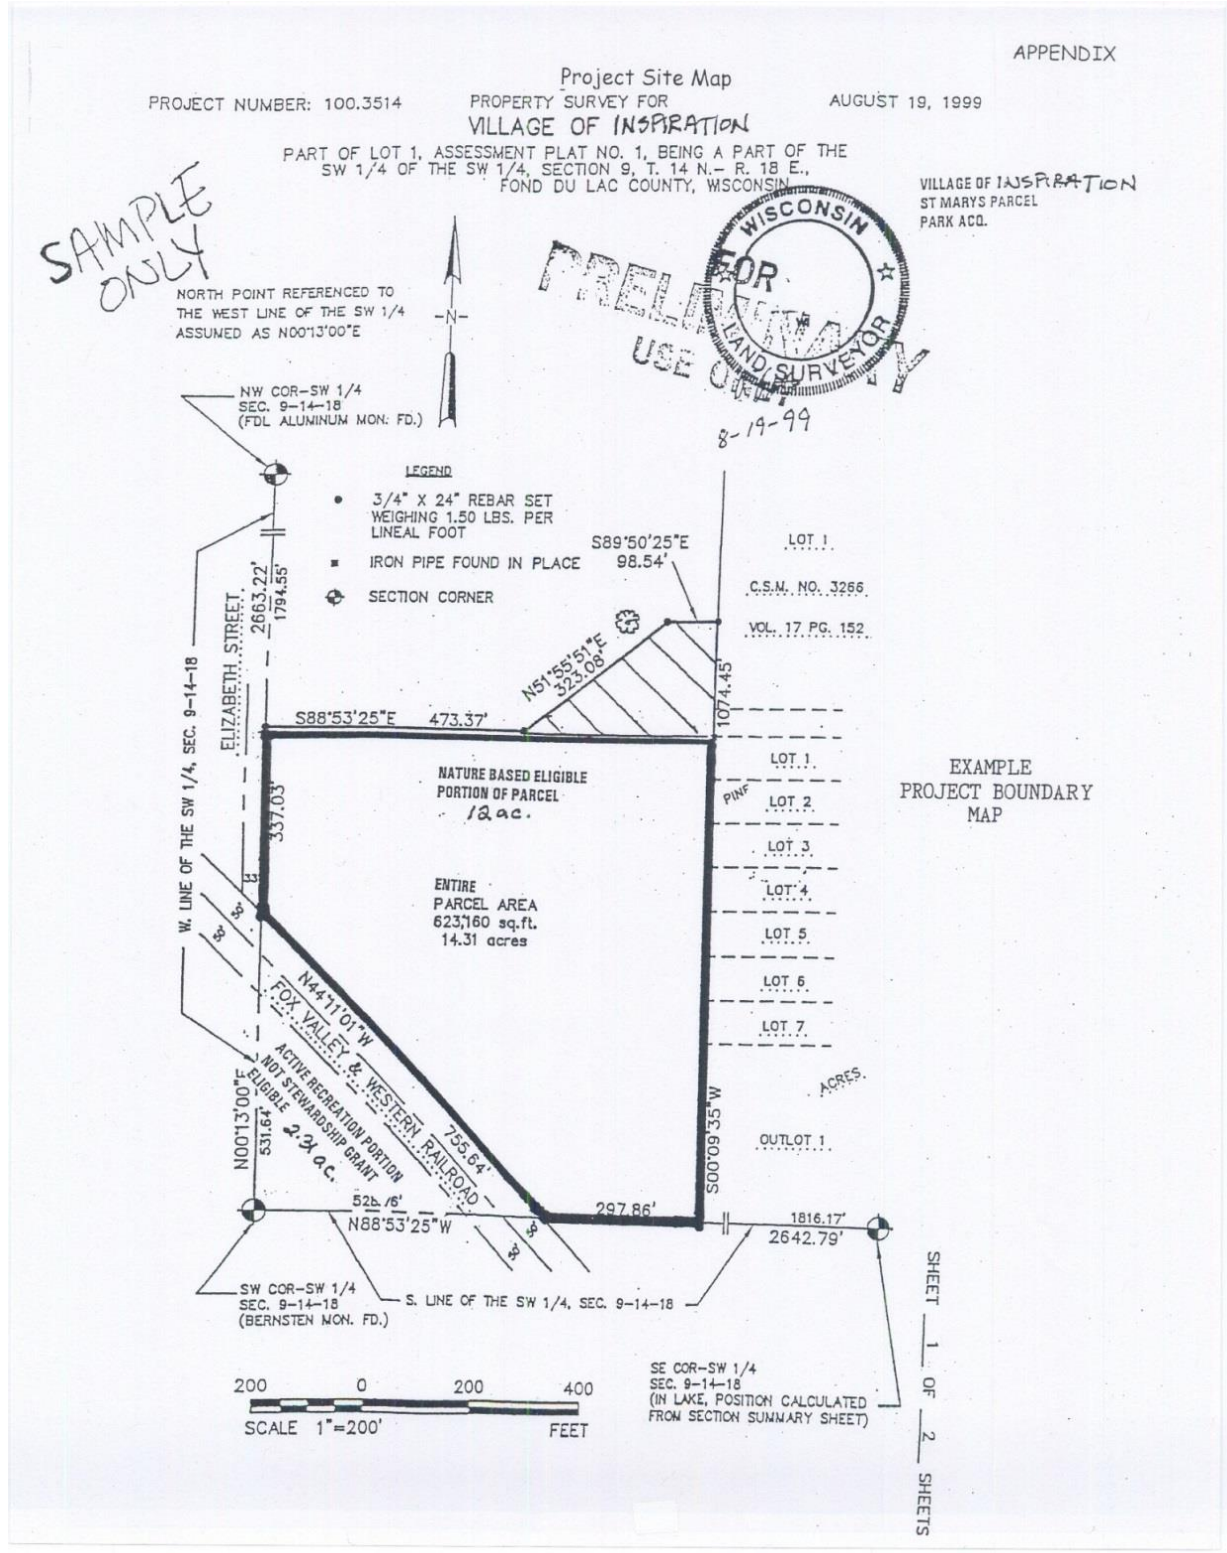 APPENDIX
Project Site Map
PROJECT NUMBER: 100.3514
PROPERTY SURVEY FOR
AUGUST 19, 1999
VILLAGE OF INSPIRATION
PART OF LOT 1, ASSESSMENT PLAT NO. 1, BEING A PART OF THE
SW 1/4 OF THE SW 1/4, SECTION 9, T. 14 N.- R. 18 E.,
FOND DU LAC COUNTY, WISCONSIN
VILLAGE OF INSPIRATION
ST MARYS PARCEL
PARK ACQ.
SAMPLE
ONLY
WISCONSIN
LAND SURVEYOR
FOR
PRELIMINARY
USE ONLY
8-19-99
NORTH POINT REFERENCED TO
THE WEST LINE OF THE SW 1/4
ASSUMED AS N00°13'00"E
-N-
NW COR-SW 1/4
SEC. 9-14-18
(FDL ALUMINUM MON: FD.)
LEGEND
3/4" X 24" REBAR SET
WEIGHING 1.50 LBS. PER
LINEAL FOOT
IRON PIPE FOUND IN PLACE
SECTION CORNER
S89°50'25"E
98.54'
LOT 1
C.S.M. NO. 3266
VOL. 17 PG. 152
2663.22'
1794.55'
ELIZABETH STREET
W. LINE OF THE SW 1/4, SEC. 9-14-18
N51°55'51"E
323.08'
1074.45'
S88°53'25"E 473.37'
337.03'
33'
NATURE BASED ELIGIBLE
PORTION OF PARCEL
12 ac.
ENTIRE
PARCEL AREA
623,160 sq.ft.
14.31 acres
PINE
LOT 1
LOT 2
LOT 3
LOT 4
LOT 5
LOT 6
LOT 7
ACRES
OUTLOT 1
EXAMPLE
PROJECT BOUNDARY
MAP
50'
50'
N44°11'01"W
755.64'
FOX VALLEY & WESTERN RAILROAD
ACTIVE RECREATION PORTION
NOT STEWARDSHIP GRANT
ELIGIBLE 2.31 ac.
N00°13'00"E
531.64'
S00°09'35"W
N88°53'25"W
297.86'
50'
50'
1816.17'
2642.79'
SW COR-SW 1/4
SEC. 9-14-18
(BERNSTEN MON. FD.)
S. LINE OF THE SW 1/4, SEC. 9-14-18
SE COR-SW 1/4
SEC. 9-14-18
(IN LAKE, POSITION CALCULATED
FROM SECTION SUMMARY SHEET)
200 0 200 400
SCALE 1"=200' FEET
SHEET 1 OF 2 SHEETS